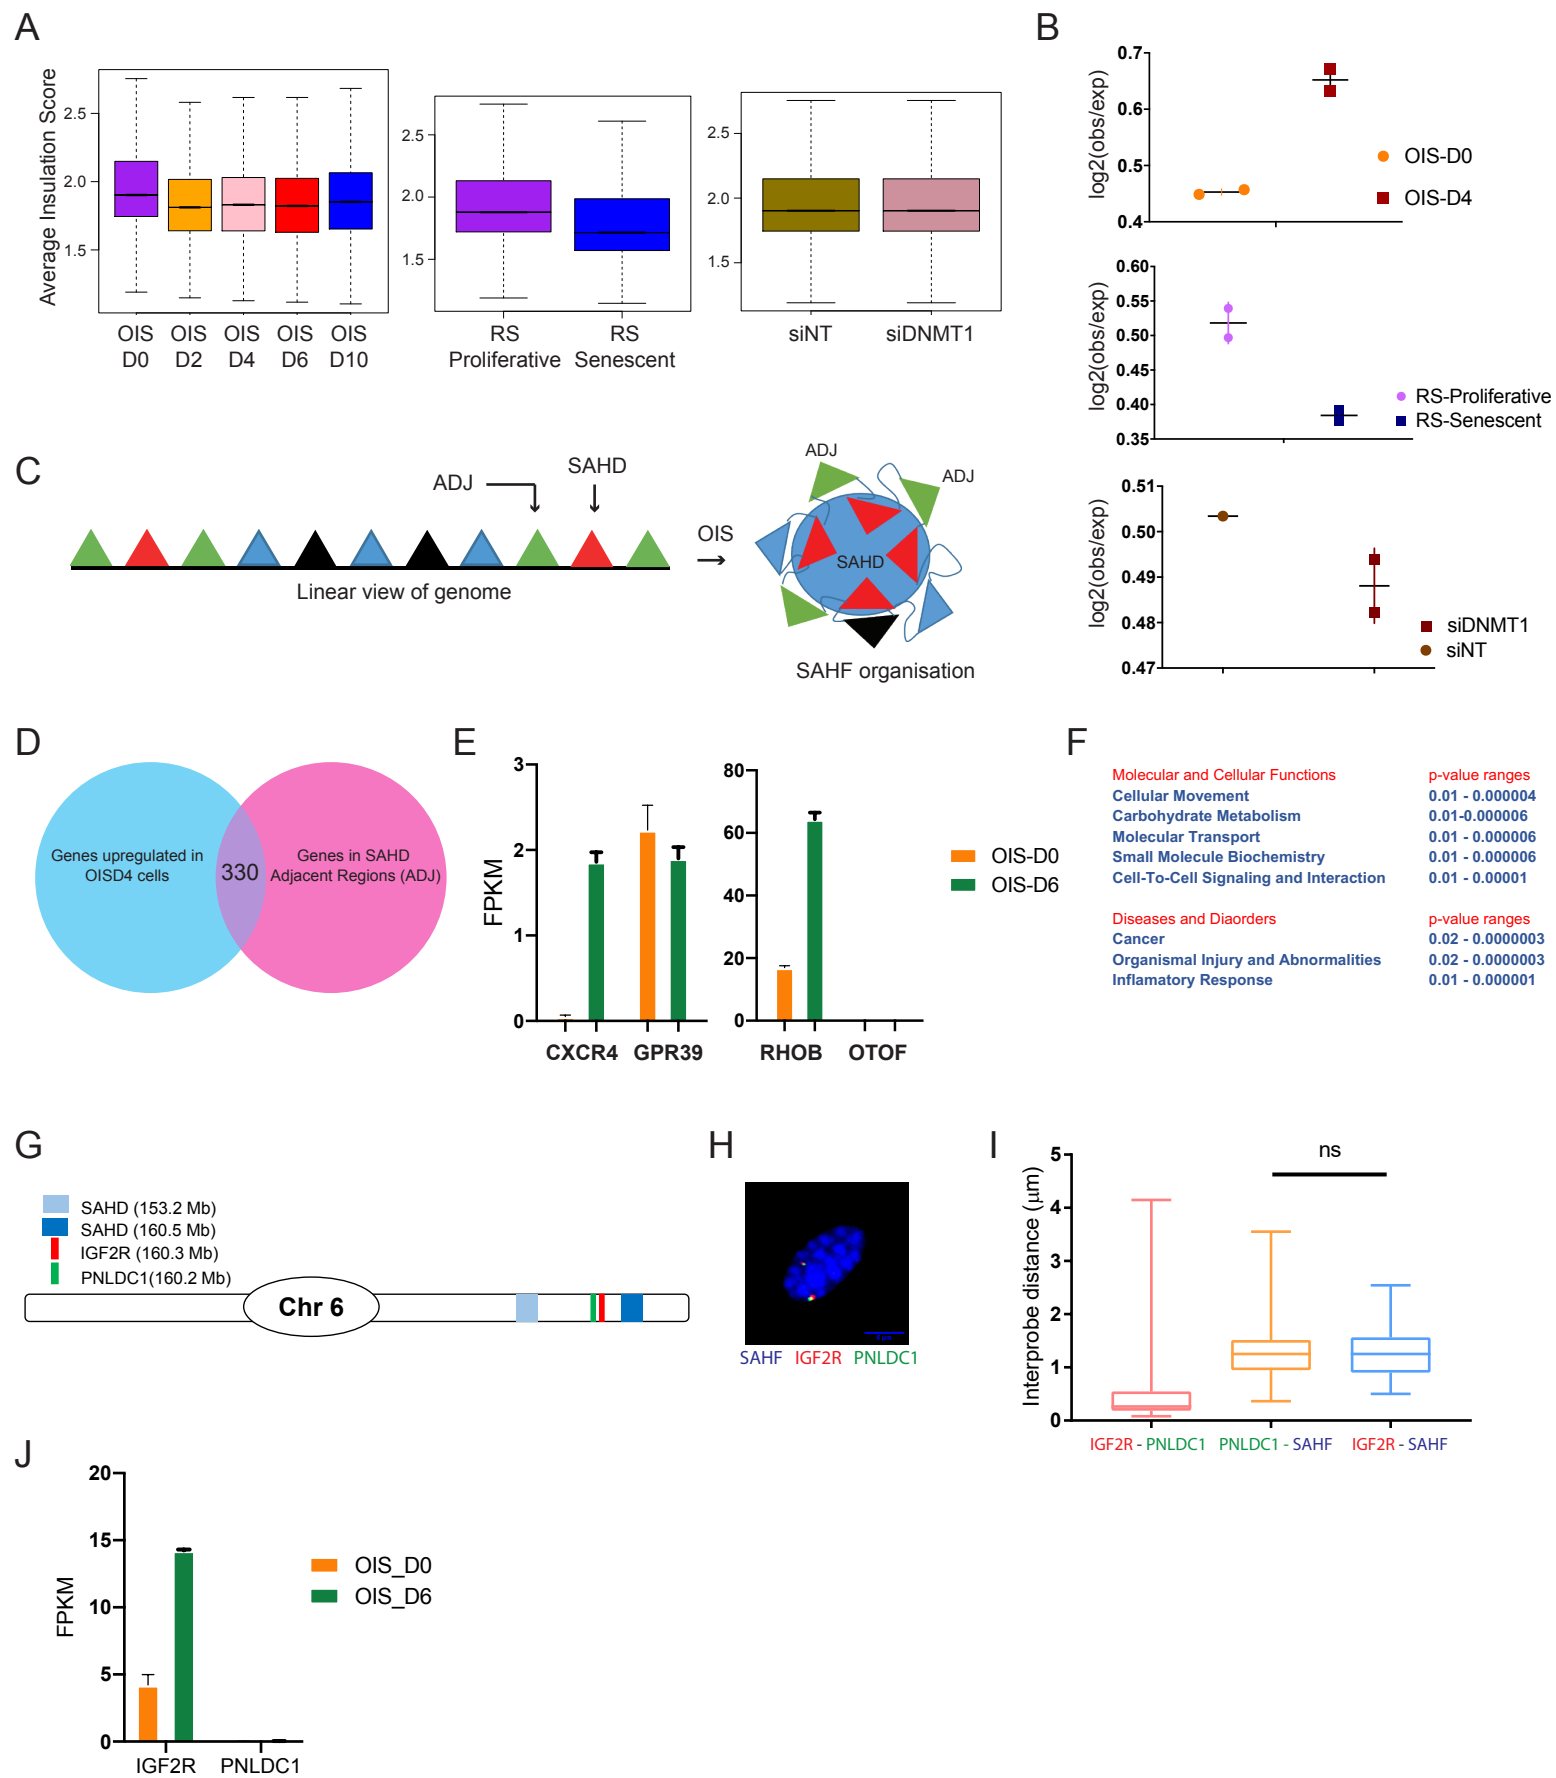 A
Average Insulation Score
2.5
2.0
1.5
OIS D0
OIS D2
OIS D4
OIS D6
OIS D10
2.5
2.0
1.5
RS Proliferative
RS Senescent
2.5
2.0
1.5
siNT
siDNMT1
B
log2(obs/exp)
0.7
0.6
0.5
0.4
OIS-D0
OIS-D4
log2(obs/exp)
0.60
0.55
0.50
0.45
0.40
0.35
RS-Proliferative
RS-Senescent
log2(obs/exp)
0.51
0.50
0.49
0.48
0.47
siDNMT1
siNT
C
ADJ
SAHD
Linear view of genome
OIS
ADJ
ADJ
SAHD
SAHF organisation
D
Genes upregulated in
OISD4 cells
330
Genes in SAHD
Adjacent Regions (ADJ)
E
FPKM
3
2
1
0
CXCR4 GPR39
80
60
40
20
0
RHOB OTOF
OIS-D0
OIS-D6
F
Molecular and Cellular Functions p-value ranges
Cellular Movement 0.01 - 0.000004
Carbohydrate Metabolism 0.01-0.000006
Molecular Transport 0.01 - 0.000006
Small Molecule Biochemistry 0.01 - 0.000006
Cell-To-Cell Signaling and Interaction 0.01 - 0.00001
Diseases and Diaorders p-value ranges
Cancer 0.02 - 0.0000003
Organismal Injury and Abnormalities 0.02 - 0.0000003
Inflamatory Response 0.01 - 0.000001
G
SAHD (153.2 Mb)
SAHD (160.5 Mb)
IGF2R (160.3 Mb)
PNLDC1(160.2 Mb)
Chr 6
H
SAHF IGF2R PNLDC1
I
Interprobe distance (μm)
5
4
3
2
1
0
ns
IGF2R - PNLDC1 PNLDC1 - SAHF IGF2R - SAHF
J
FPKM
20
15
10
5
0
IGF2R PNLDC1
OIS_D0
OIS_D6